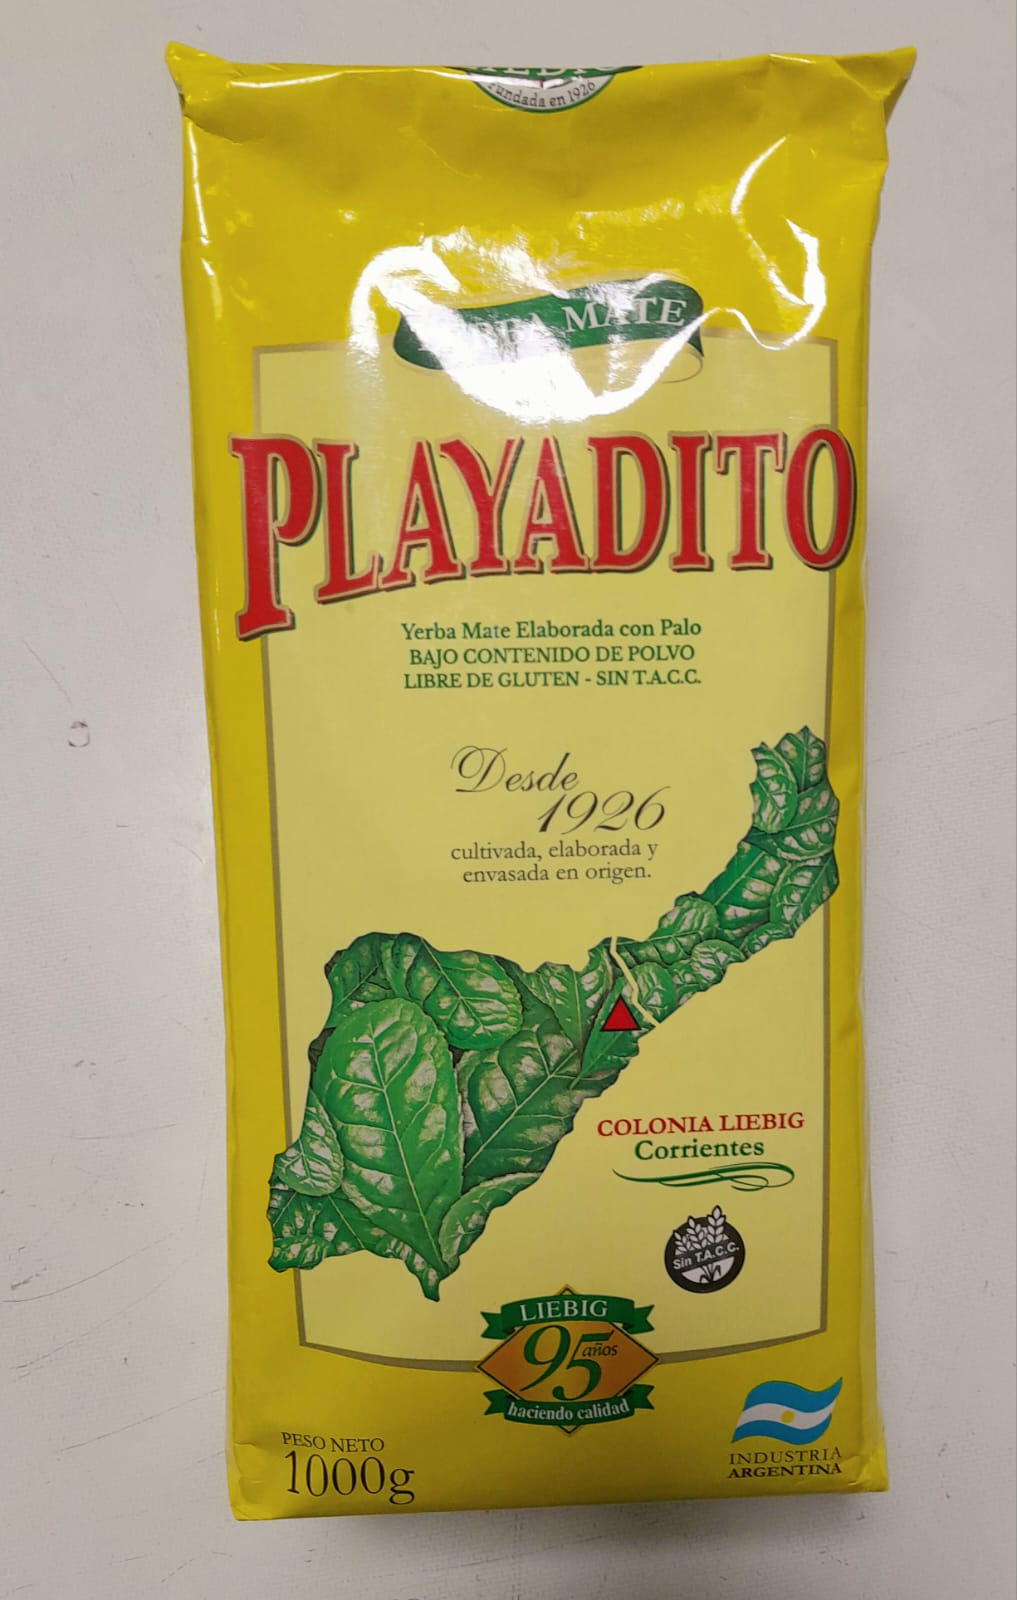 Fundada en 1926
YERBA MATE
PLAYADITO
Yerba Mate Elaborada con Palo
BAJO CONTENIDO DE POLVO
LIBRE DE GLUTEN - SIN T.A.C.C.
Desde
1926
cultivada, elaborada y
envasada en origen.
COLONIA LIEBIG
Corrientes
Sin T.A.C.C.
LIEBIG
95 años
haciendo calidad
PESO NETO
1000g
INDUSTRIA
ARGENTINA